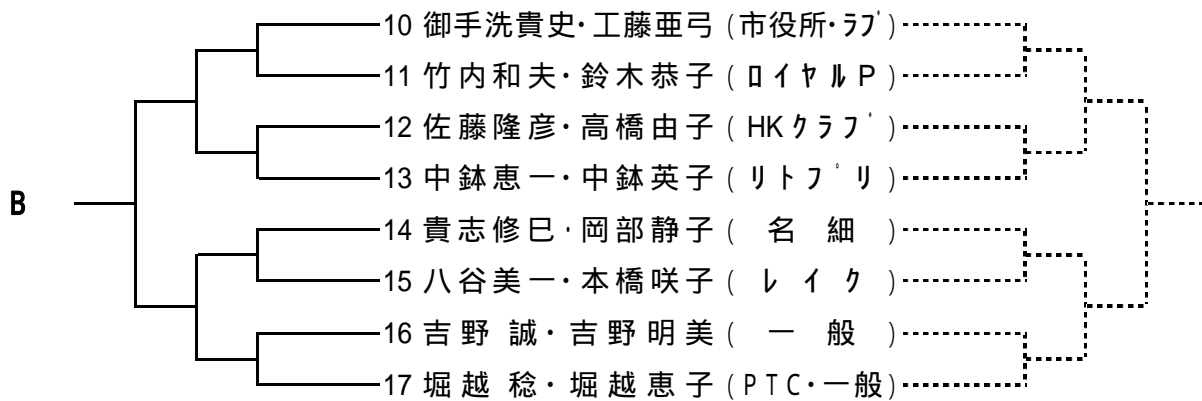 10 御手洗貴史・工藤亜弓 (市役所・ﾗﾌﾞ)
11 竹内和夫・鈴木恭子 (ロイヤルP)
12 佐藤隆彦・高橋由子 (HKｸﾗﾌﾞ)
13 中鉢恵一・中鉢英子 (ﾘﾄﾌﾟﾘ)
B
14 貴志修巳・岡部静子 (名細)
15 八谷美一・本橋咲子 (レイク)
16 吉野 誠・吉野明美 (一般)
17 堀越 稔・堀越恵子 (PTC・一般)